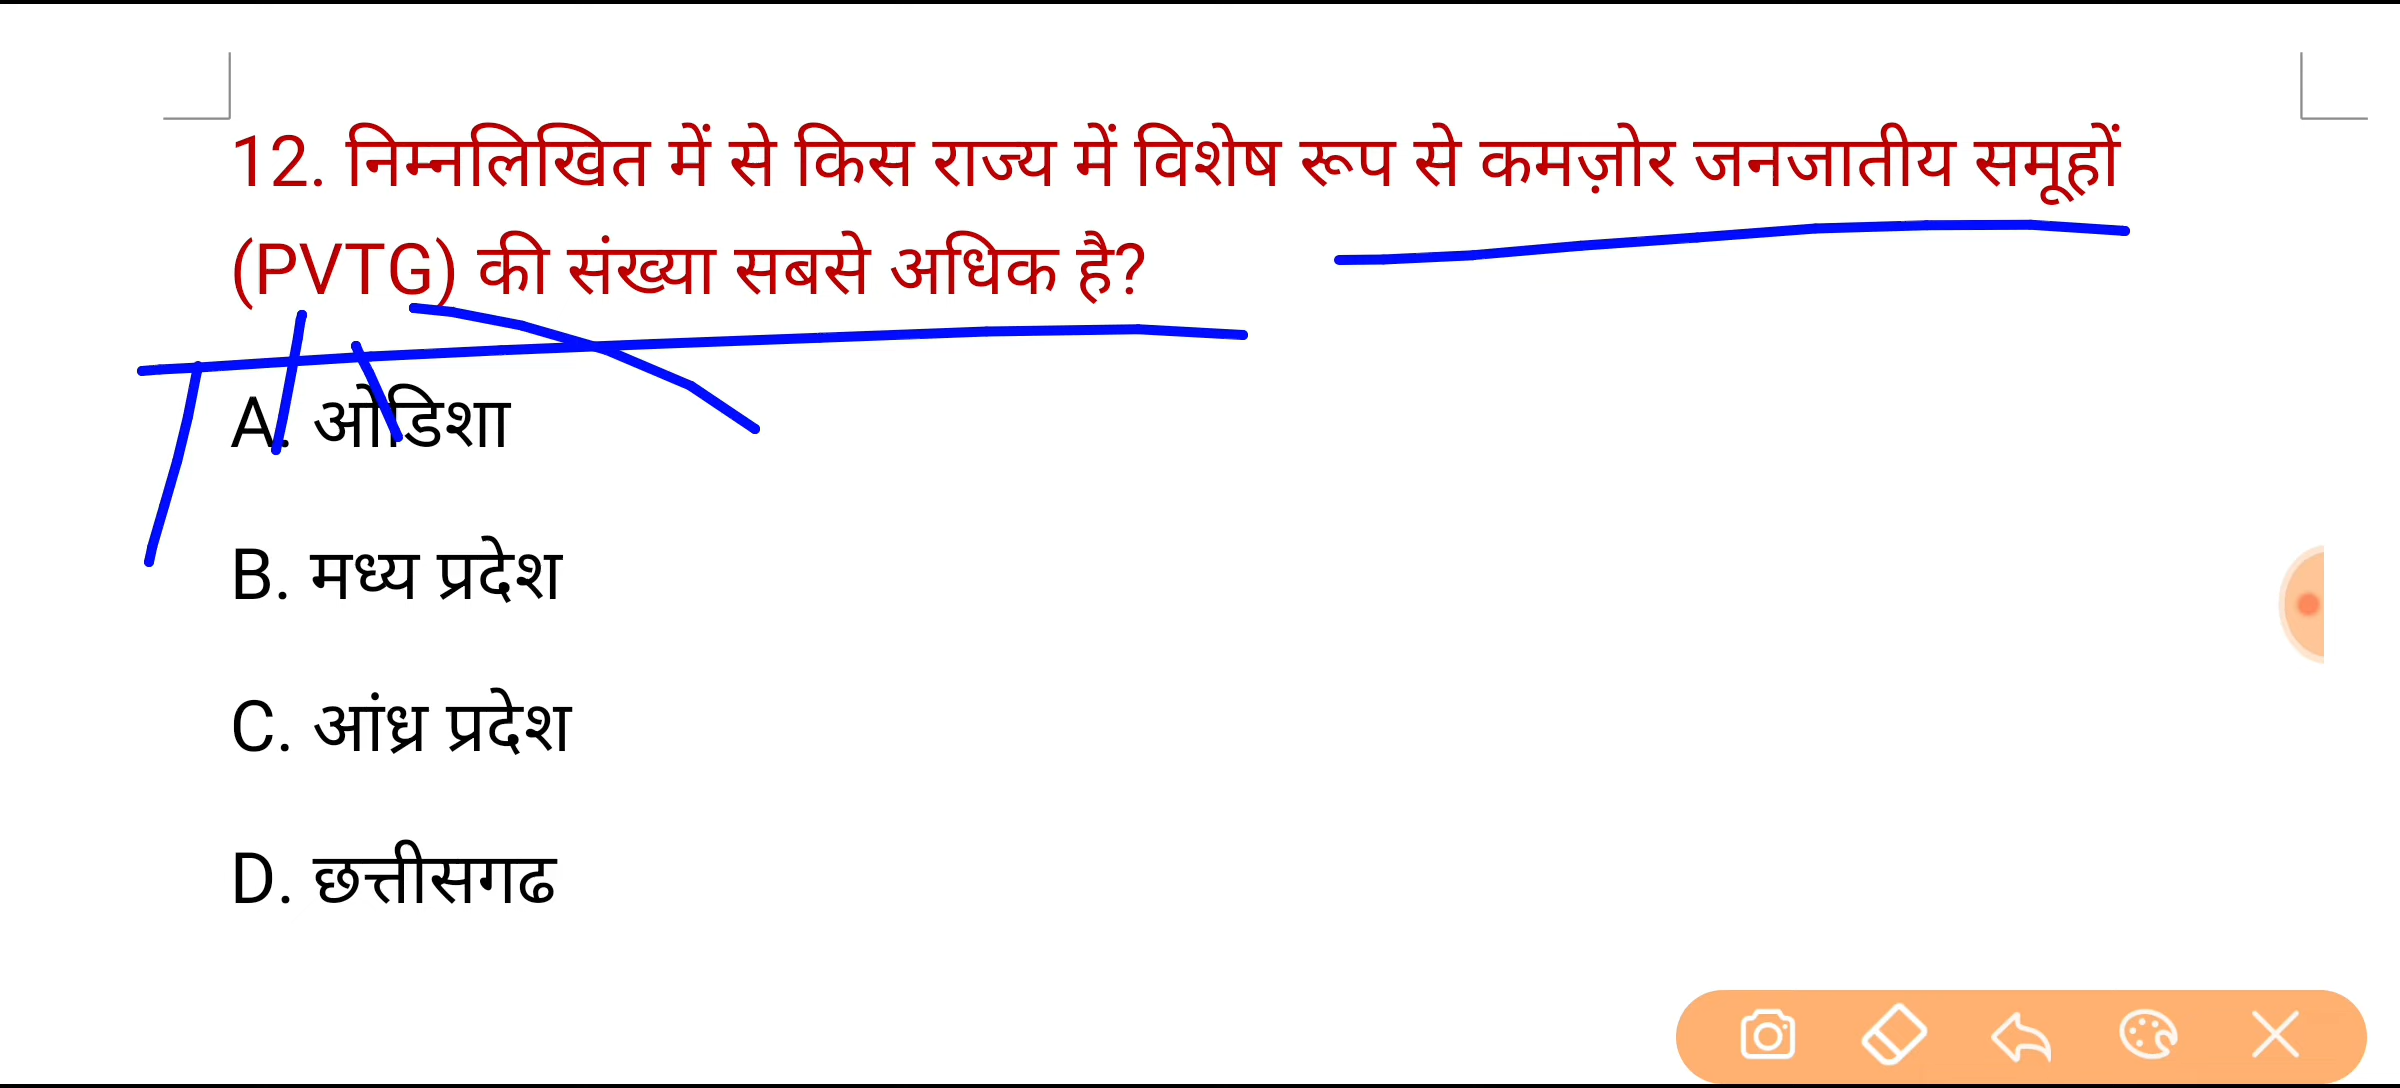 12. निम्नलिखित में से किस राज्य में विशेष रूप से कमज़ोर जनजातीय समूहों
(PVTG) की संख्या सबसे अधिक है?
A. ओडिशा
B. मध्य प्रदेश
C. आंध्र प्रदेश
D. छत्तीसगढ